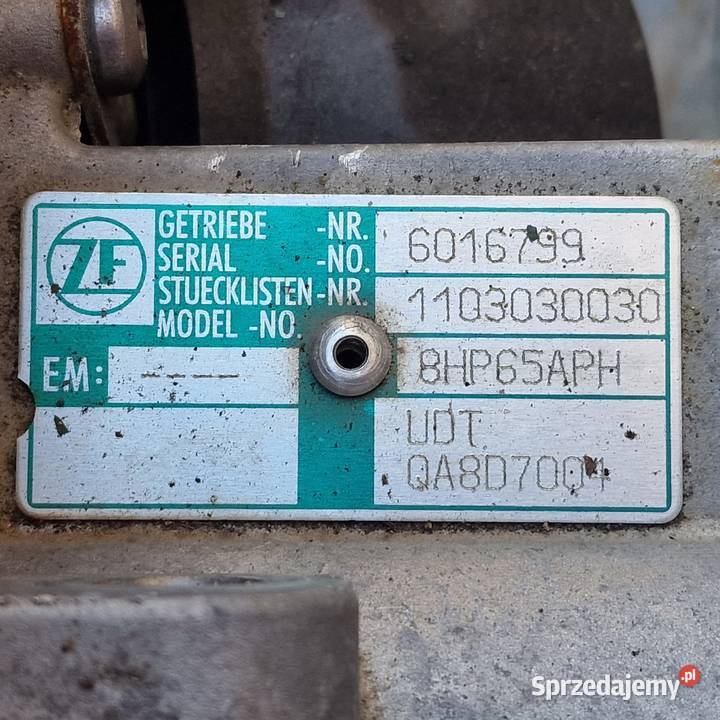 ZF
GETRIEBE -NR. 6016799
SERIAL -NO.
STUECKLISTEN-NR. 1103030030
MODEL -NO.
EM: ---- 8HP65APH
UDT
QA8D7004
Sprzedajemy.pl